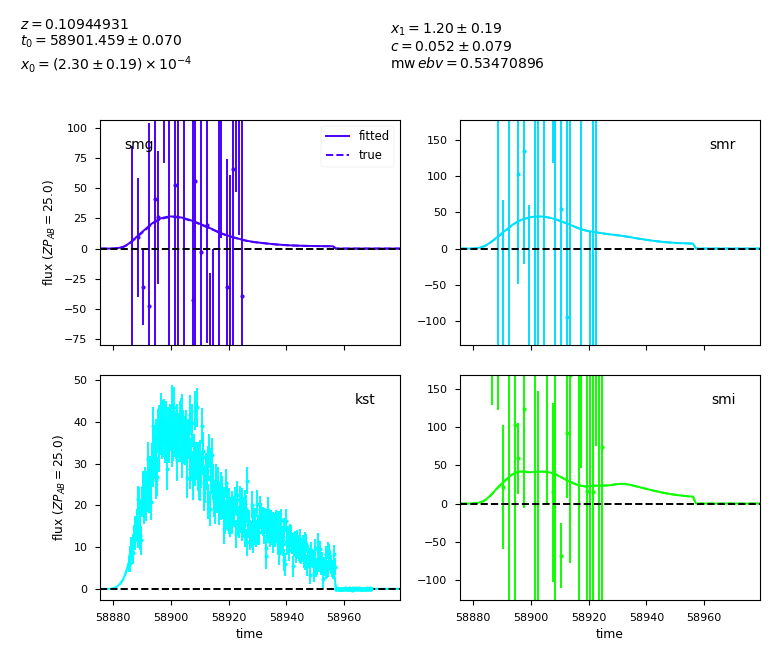 z = 0.10944931
t₀ = 58901.459 ± 0.070
x₀ = (2.30 ± 0.19) × 10⁻⁴
x₁ = 1.20 ± 0.19
c = 0.052 ± 0.079
mw ebv = 0.53470896
smg
fitted
true
100
75
50
25
0
−25
−50
−75
flux (ZP_AB = 25.0)
smr
150
100
50
0
−50
−100
kst
50
40
30
20
10
0
flux (ZP_AB = 25.0)
58880 58900 58920 58940 58960
time
smi
150
100
50
0
−50
−100
58880 58900 58920 58940 58960
time